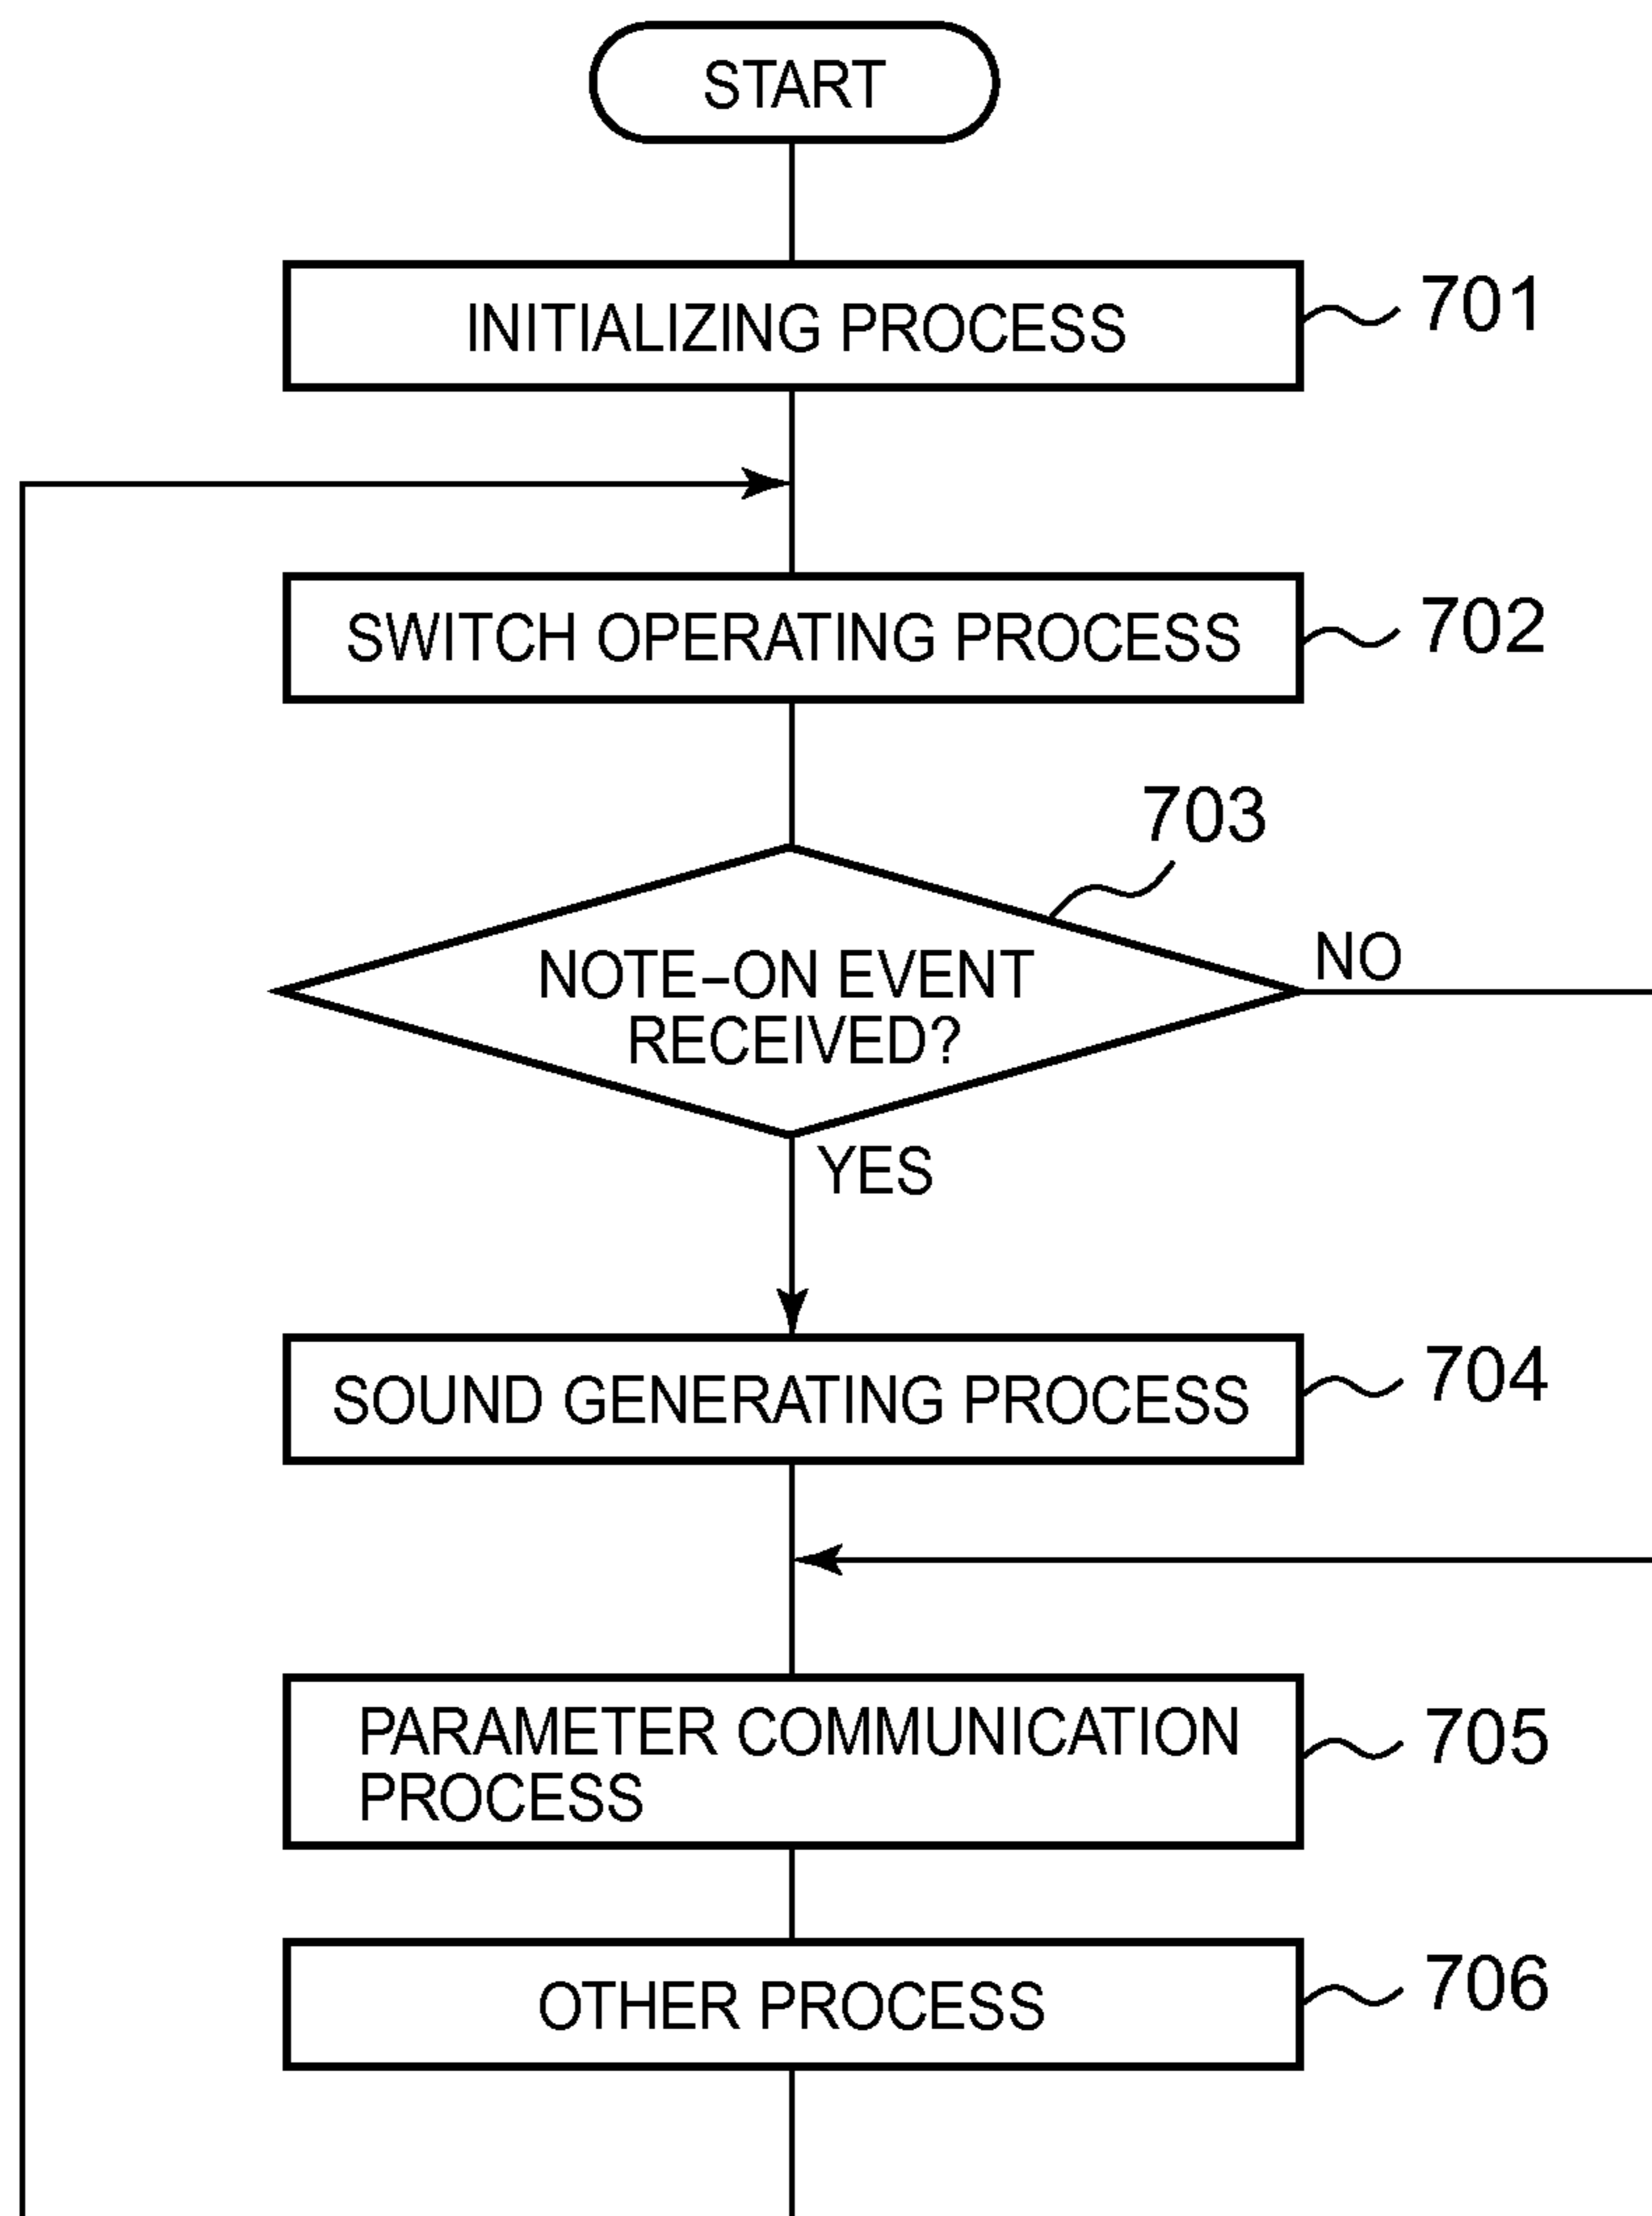 START
INITIALIZING PROCESS
701
SWITCH OPERATING PROCESS
702
703
NOTE-ON EVENT
RECEIVED?
NO
YES
SOUND GENERATING PROCESS
704
PARAMETER COMMUNICATION
PROCESS
705
OTHER PROCESS
706